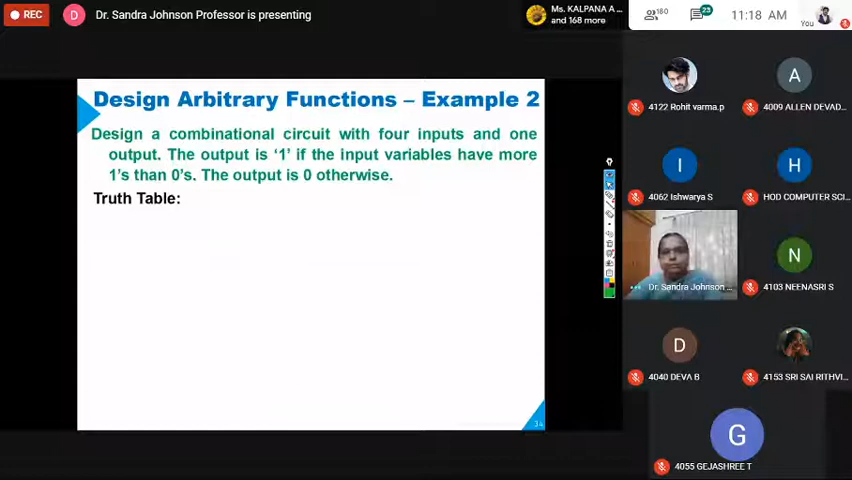 REC
D
Dr. Sandra Johnson Professor is presenting
Ms. KALPANA A ...
and 168 more
180
23
11:18 AM
You
Design Arbitrary Functions – Example 2
Design a combinational circuit with four inputs and one
output. The output is ‘1’ if the input variables have more
1’s than 0’s. The output is 0 otherwise.
Truth Table:
34
4122 Rohit varma.p
A
4009 ALLEN DEVAD...
I
4062 Ishwarya S
H
HOD COMPUTER SCI...
Dr. Sandra Johnson ...
N
4103 NEENASRI S
D
4040 DEVA B
4153 SRI SAI RITHVI...
G
4055 GEJASHREE T